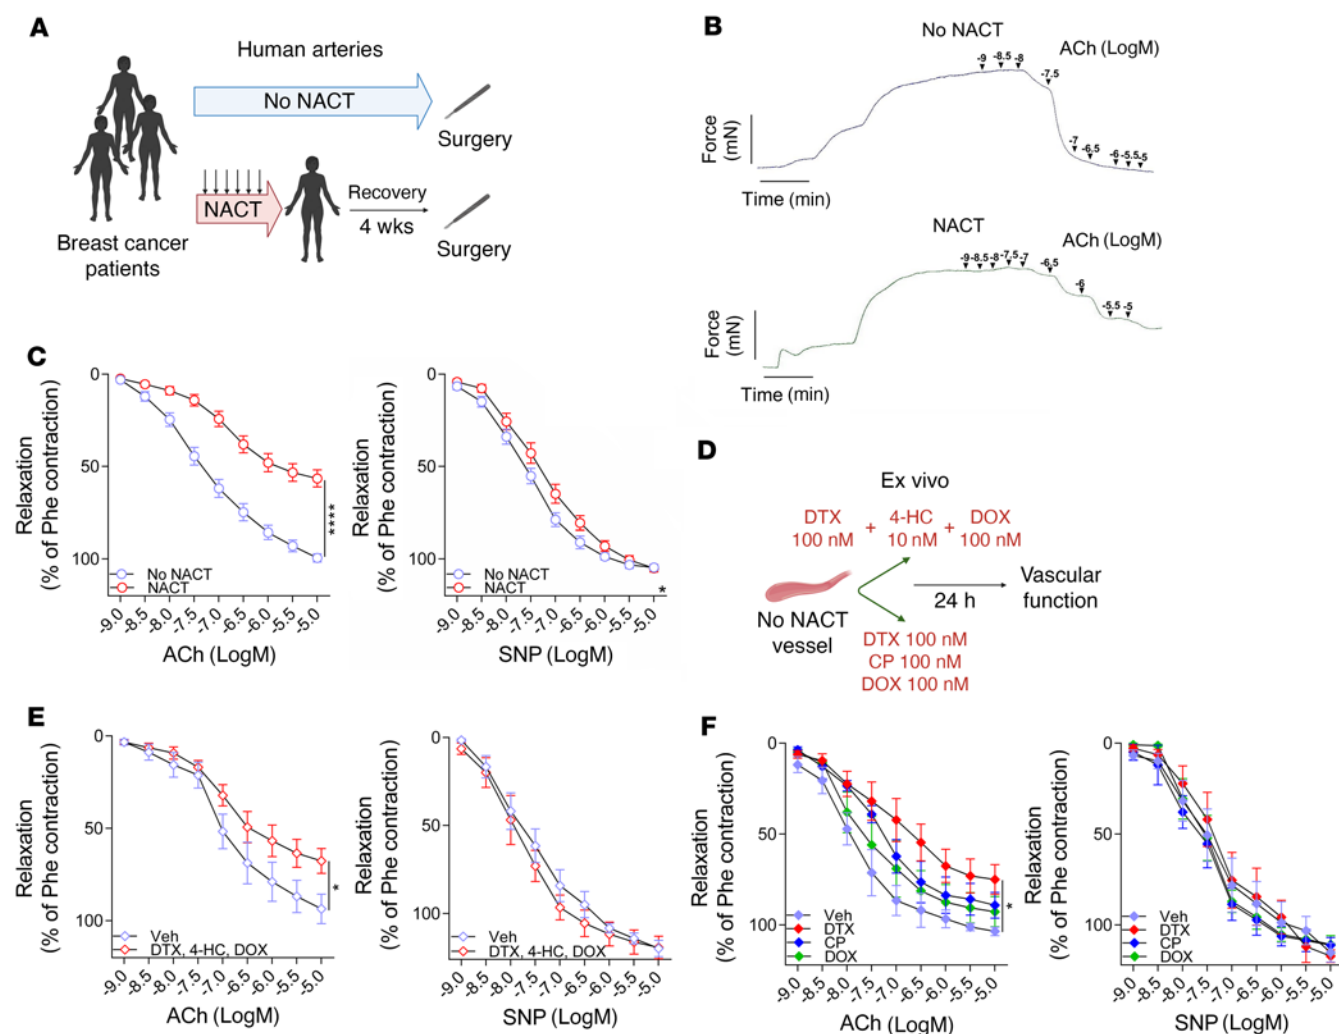 A
Human arteries
No NACT
Surgery
NACT
Recovery
4 wks
Surgery
Breast cancer
patients
B
No NACT
ACh (LogM)
-9 -8.5 -8
-7.5
-7
-6.5
-6 -5.5 -5
Force
(mN)
Time (min)
NACT
ACh (LogM)
-9 -8.5 -8 -7.5 -7
-6.5
-6
-5.5 -5
Force
(mN)
Time (min)
C
Relaxation
(% of Phe contraction)
0
50
100
****
No NACT
NACT
-9.0 -8.5 -8.0 -7.5 -7.0 -6.5 -6.0 -5.5 -5.0
ACh (LogM)
Relaxation
(% of Phe contraction)
0
50
100
No NACT
NACT
*
-9.0 -8.5 -8.0 -7.5 -7.0 -6.5 -6.0 -5.5 -5.0
SNP (LogM)
D
Ex vivo
DTX 4-HC DOX
100 nM + 10 nM + 100 nM
No NACT
vessel
24 h
Vascular
function
DTX 100 nM
CP 100 nM
DOX 100 nM
E
Relaxation
(% of Phe contraction)
0
50
100
*
Veh
DTX, 4-HC, DOX
-9.0 -8.5 -8.0 -7.5 -7.0 -6.5 -6.0 -5.5 -5.0
ACh (LogM)
Relaxation
(% of Phe contraction)
0
50
100
Veh
DTX, 4-HC, DOX
-9.0 -8.5 -8.0 -7.5 -7.0 -6.5 -6.0 -5.5 -5.0
SNP (LogM)
F
Relaxation
(% of Phe contraction)
0
50
100
*
Veh
DTX
CP
DOX
-9.0 -8.5 -8.0 -7.5 -7.0 -6.5 -6.0 -5.5 -5.0
ACh (LogM)
Relaxation
(% of Phe contraction)
0
50
100
Veh
DTX
CP
DOX
-9.0 -8.5 -8.0 -7.5 -7.0 -6.5 -6.0 -5.5 -5.0
SNP (LogM)